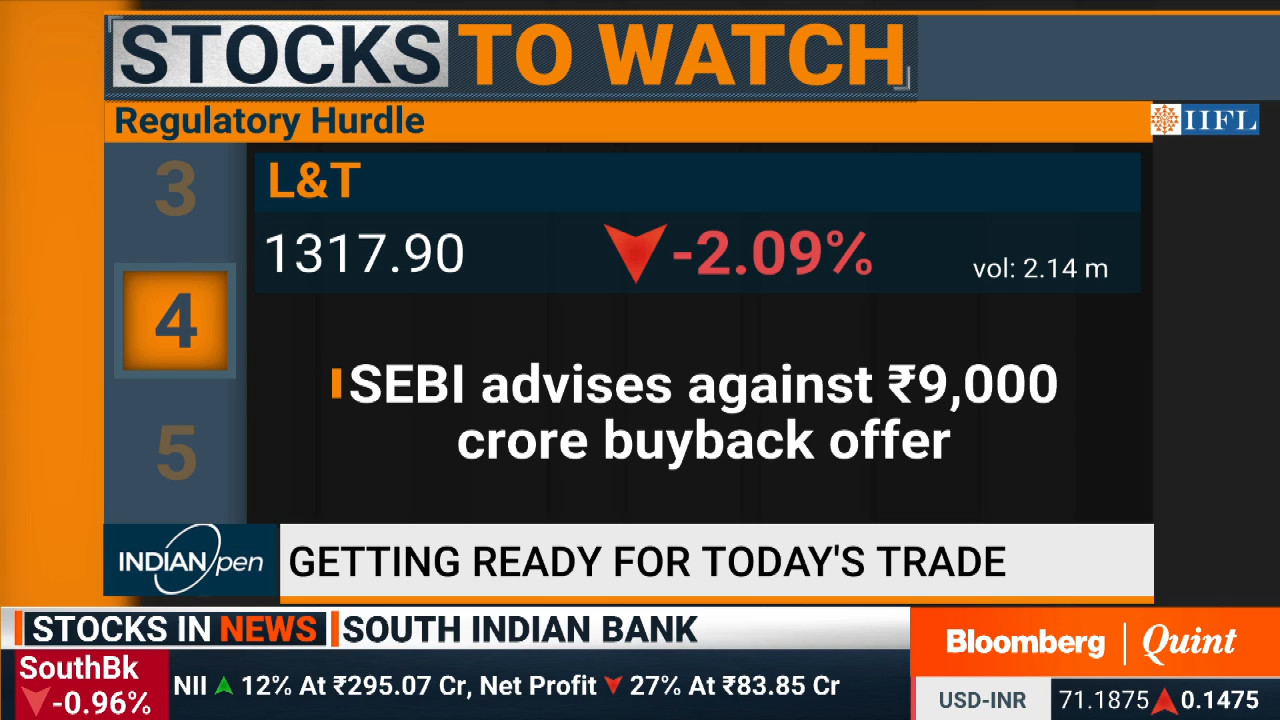 STOCKS TO WATCH
Regulatory Hurdle
IIFL
3
L&T
1317.90 -2.09% vol: 2.14 m
4
SEBI advises against ₹9,000
crore buyback offer
5
INDIAN Open GETTING READY FOR TODAY'S TRADE
STOCKS IN NEWS SOUTH INDIAN BANK
Bloomberg | Quint
SouthBk
-0.96%
NII ▲ 12% At ₹295.07 Cr, Net Profit ▼ 27% At ₹83.85 Cr
USD-INR 71.1875 ▲ 0.1475